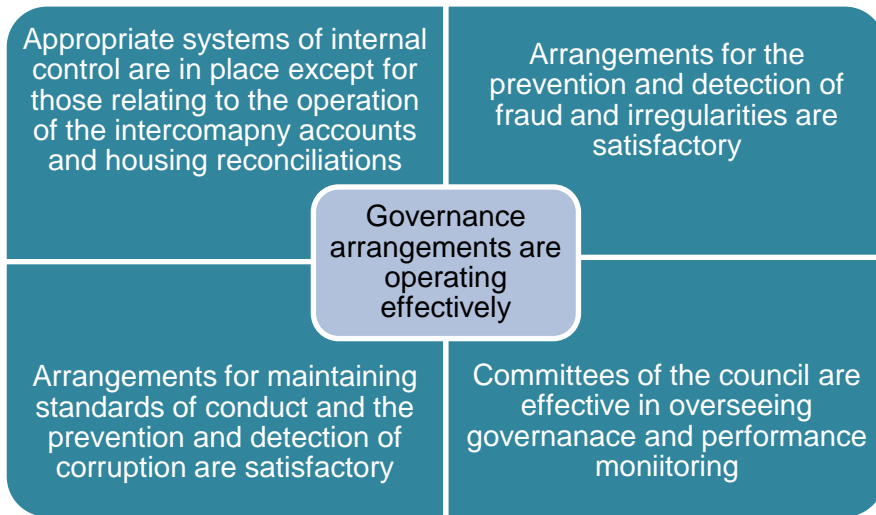 Appropriate systems of internal
control are in place except for
those relating to the operation
of the intercomapny accounts
and housing reconciliations
Arrangements for the
prevention and detection of
fraud and irregularities are
satisfactory
Governance
arrangements are
operating
effectively
Arrangements for maintaining
standards of conduct and the
prevention and detection of
corruption are satisfactory
Committees of the council are
effective in overseeing
governanace and performance
moniitoring